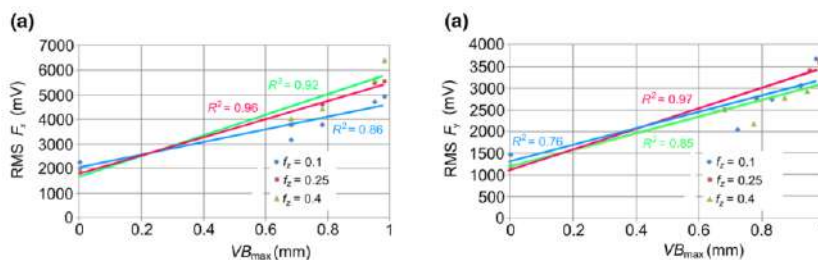 (a)
7000
6000
5000
4000
3000
2000
1000
0
RMS Fₓ (mV)
R² = 0.92
R² = 0.96
R² = 0.86
fz = 0.1
fz = 0.25
fz = 0.4
0 0.2 0.4 0.6 0.8 1
VBmax (mm)
(a)
4000
3500
3000
2500
2000
1500
1000
500
0
RMS Fy (mV)
R² = 0.97
R² = 0.76
R² = 0.85
fz = 0.1
fz = 0.25
fz = 0.4
0 0.2 0.4 0.6 0.8
VBmax (mm)